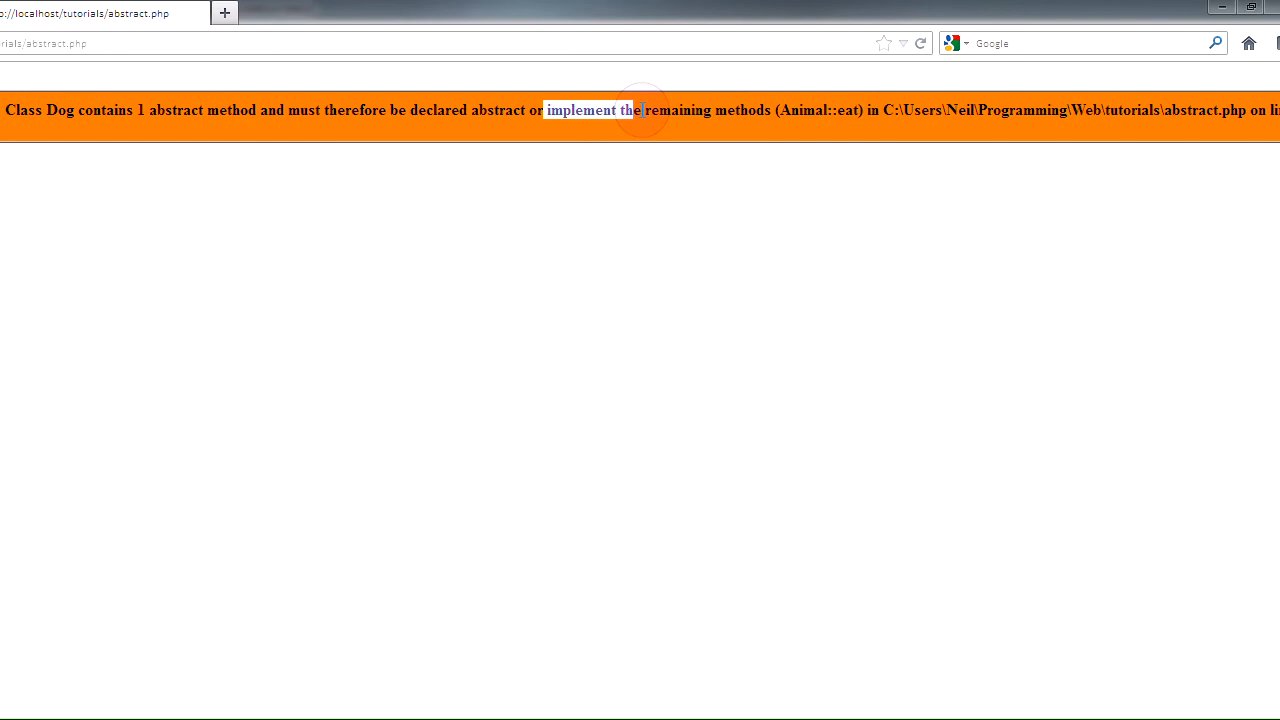 p://localhost/tutorials/abstract.php
rials/abstract.php
Google
Class Dog contains 1 abstract method and must therefore be declared abstract or implement the remaining methods (Animal::eat) in C:\Users\Neil\Programming\Web\tutorials\abstract.php on li